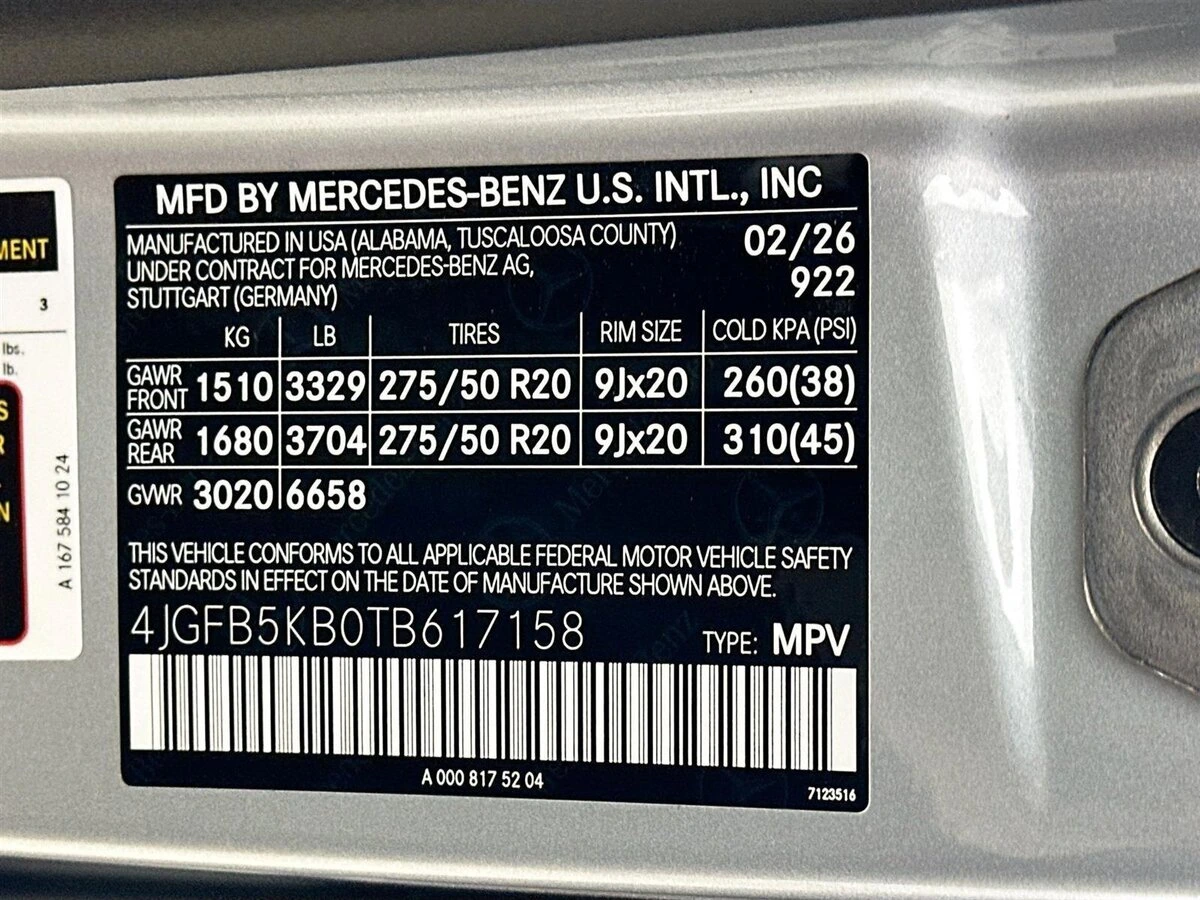 MENT
3
lbs.
lb.
S
R
N
A 167 584 10 24
MFD BY MERCEDES-BENZ U.S. INTL., INC
MANUFACTURED IN USA (ALABAMA, TUSCALOOSA COUNTY) 02/26
UNDER CONTRACT FOR MERCEDES-BENZ AG, 922
STUTTGART (GERMANY)
KG LB TIRES RIM SIZE COLD KPA (PSI)
GAWR FRONT 1510 3329 275/50 R20 9Jx20 260(38)
GAWR REAR 1680 3704 275/50 R20 9Jx20 310(45)
GVWR 3020 6658
THIS VEHICLE CONFORMS TO ALL APPLICABLE FEDERAL MOTOR VEHICLE SAFETY
STANDARDS IN EFFECT ON THE DATE OF MANUFACTURE SHOWN ABOVE.
4JGFB5KB0TB617158 TYPE: MPV
A 000 817 52 04
7123516